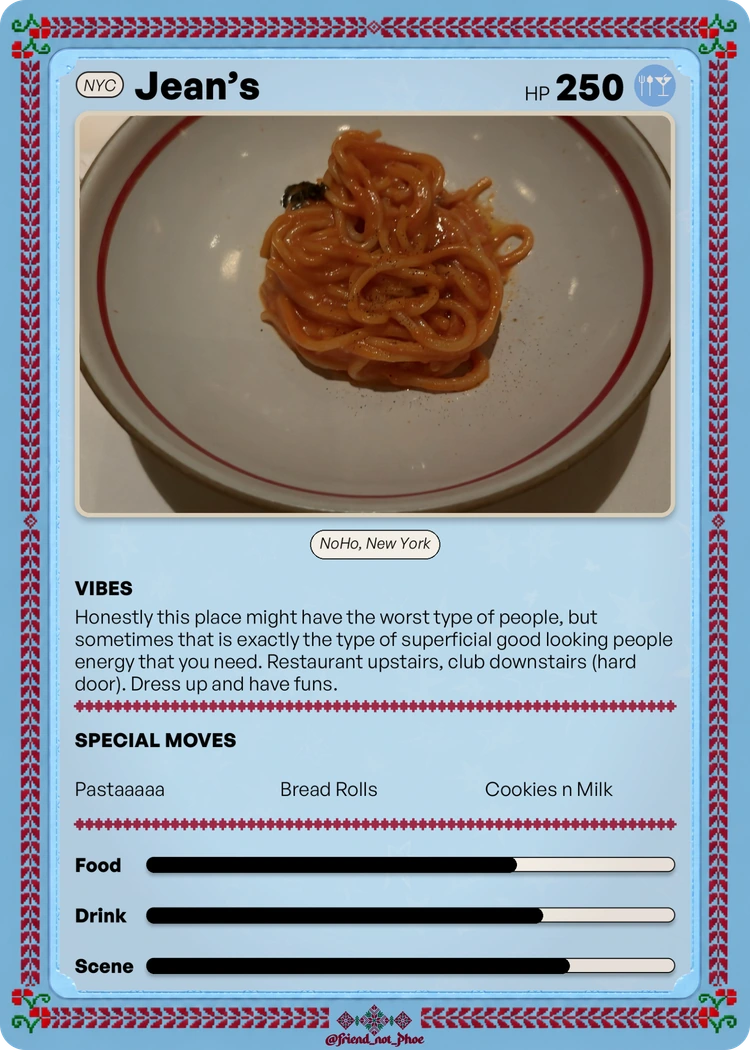 NYC Jean’s HP 250
NoHo, New York
VIBES
Honestly this place might have the worst type of people, but
sometimes that is exactly the type of superficial good looking people
energy that you need. Restaurant upstairs, club downstairs (hard
door). Dress up and have funs.
SPECIAL MOVES
Pastaaaaa Bread Rolls Cookies n Milk
Food
Drink
Scene
@friend_not_Phoe